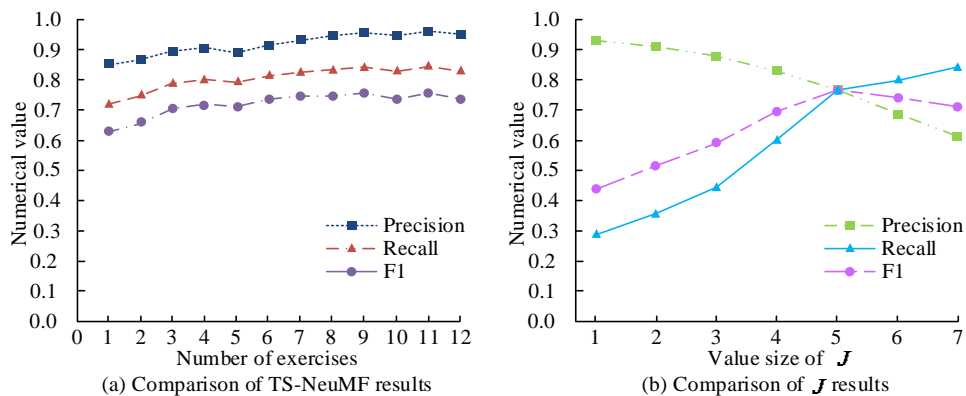 1.0
0.9
0.8
0.7
0.6
0.5
0.4
0.3
0.2
0.1
0.0
Numerical value
Precision
Recall
F1
0 1 2 3 4 5 6 7 8 9 10 11 12
Number of exercises
(a) Comparison of TS-NeuMF results
1.0
0.9
0.8
0.7
0.6
0.5
0.4
0.3
0.2
0.1
0.0
Numerical value
Precision
Recall
F1
1 2 3 4 5 6 7
Value size of J
(b) Comparison of J results